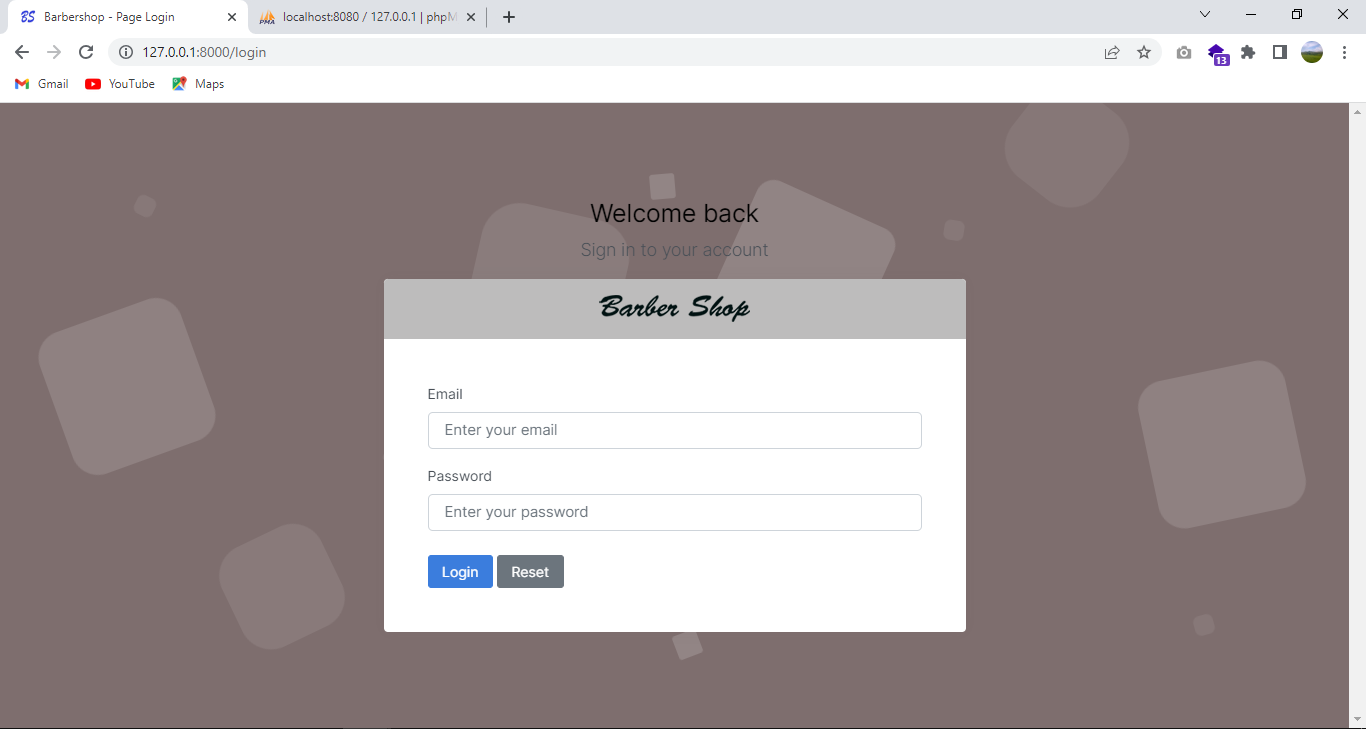 BS Barbershop - Page Login
PMA localhost:8080 / 127.0.0.1 | phpM
127.0.0.1:8000/login
13
Gmail YouTube Maps
Welcome back
Sign in to your account
Barber Shop
Email
Enter your email
Password
Enter your password
Login Reset